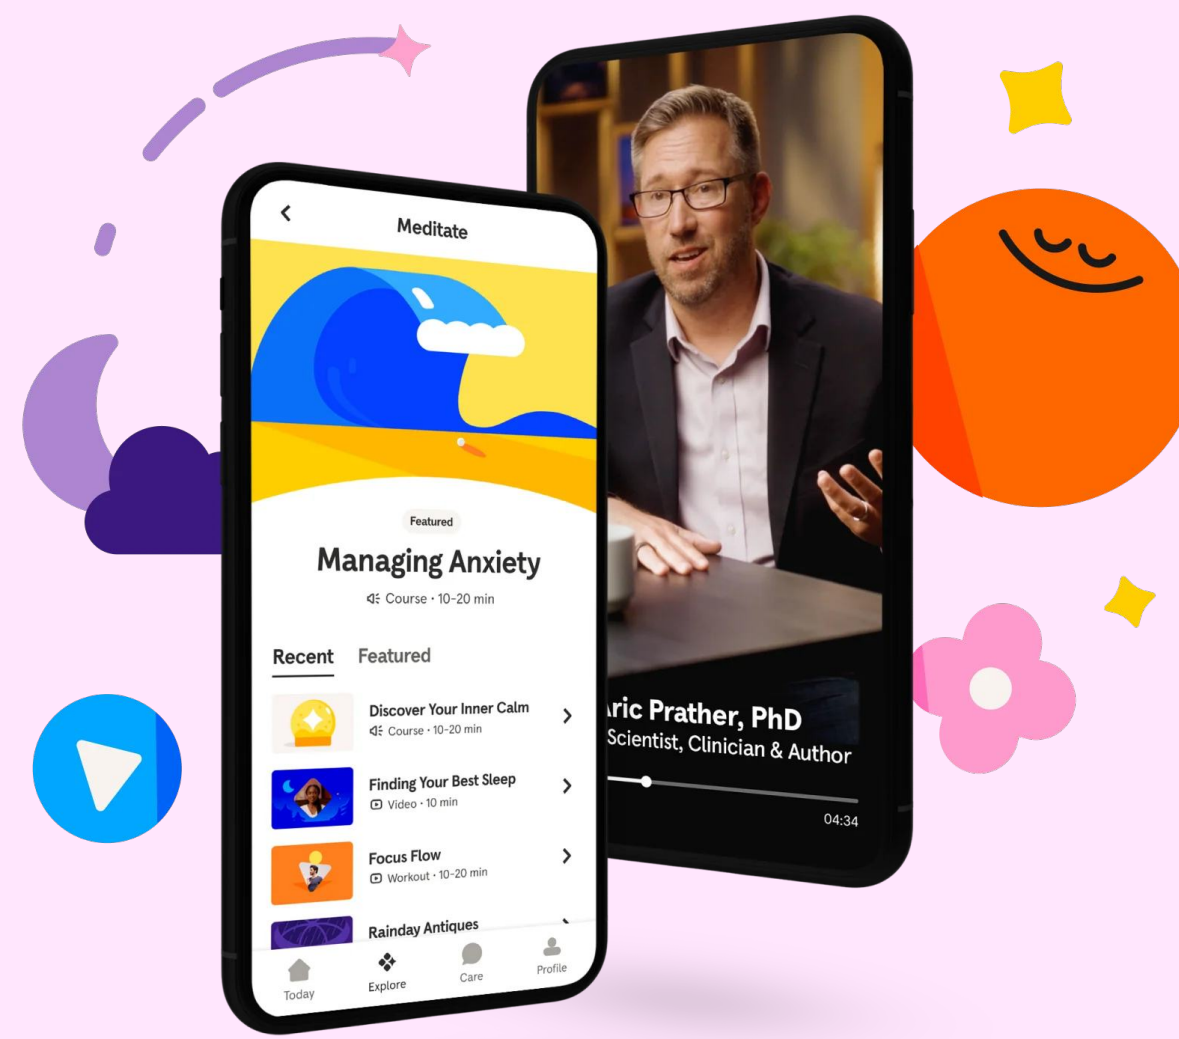 Meditate
Featured
Managing Anxiety
Course · 10-20 min
Recent
Featured
Discover Your Inner Calm
Course · 10-20 min
Finding Your Best Sleep
Video · 10 min
Focus Flow
Workout · 10-20 min
Rainday Antiques
Today
Explore
Care
Profile
Prather, PhD
Scientist, Clinician & Author
04:34